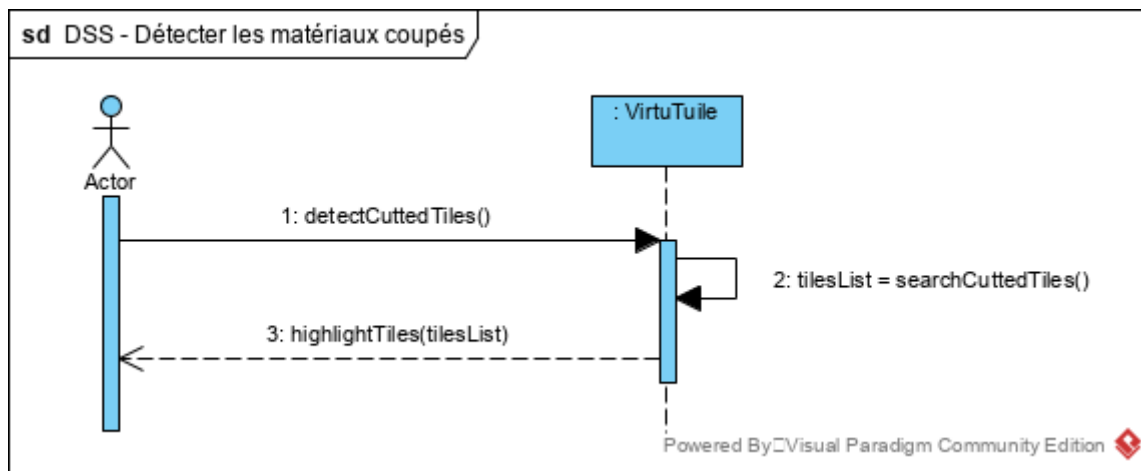 sd DSS - Détecter les matériaux coupés
: VirtuTuile
Actor
1: detectCuttedTiles()
2: tilesList = searchCuttedTiles()
3: highlightTiles(tilesList)
Powered By Visual Paradigm Community Edition